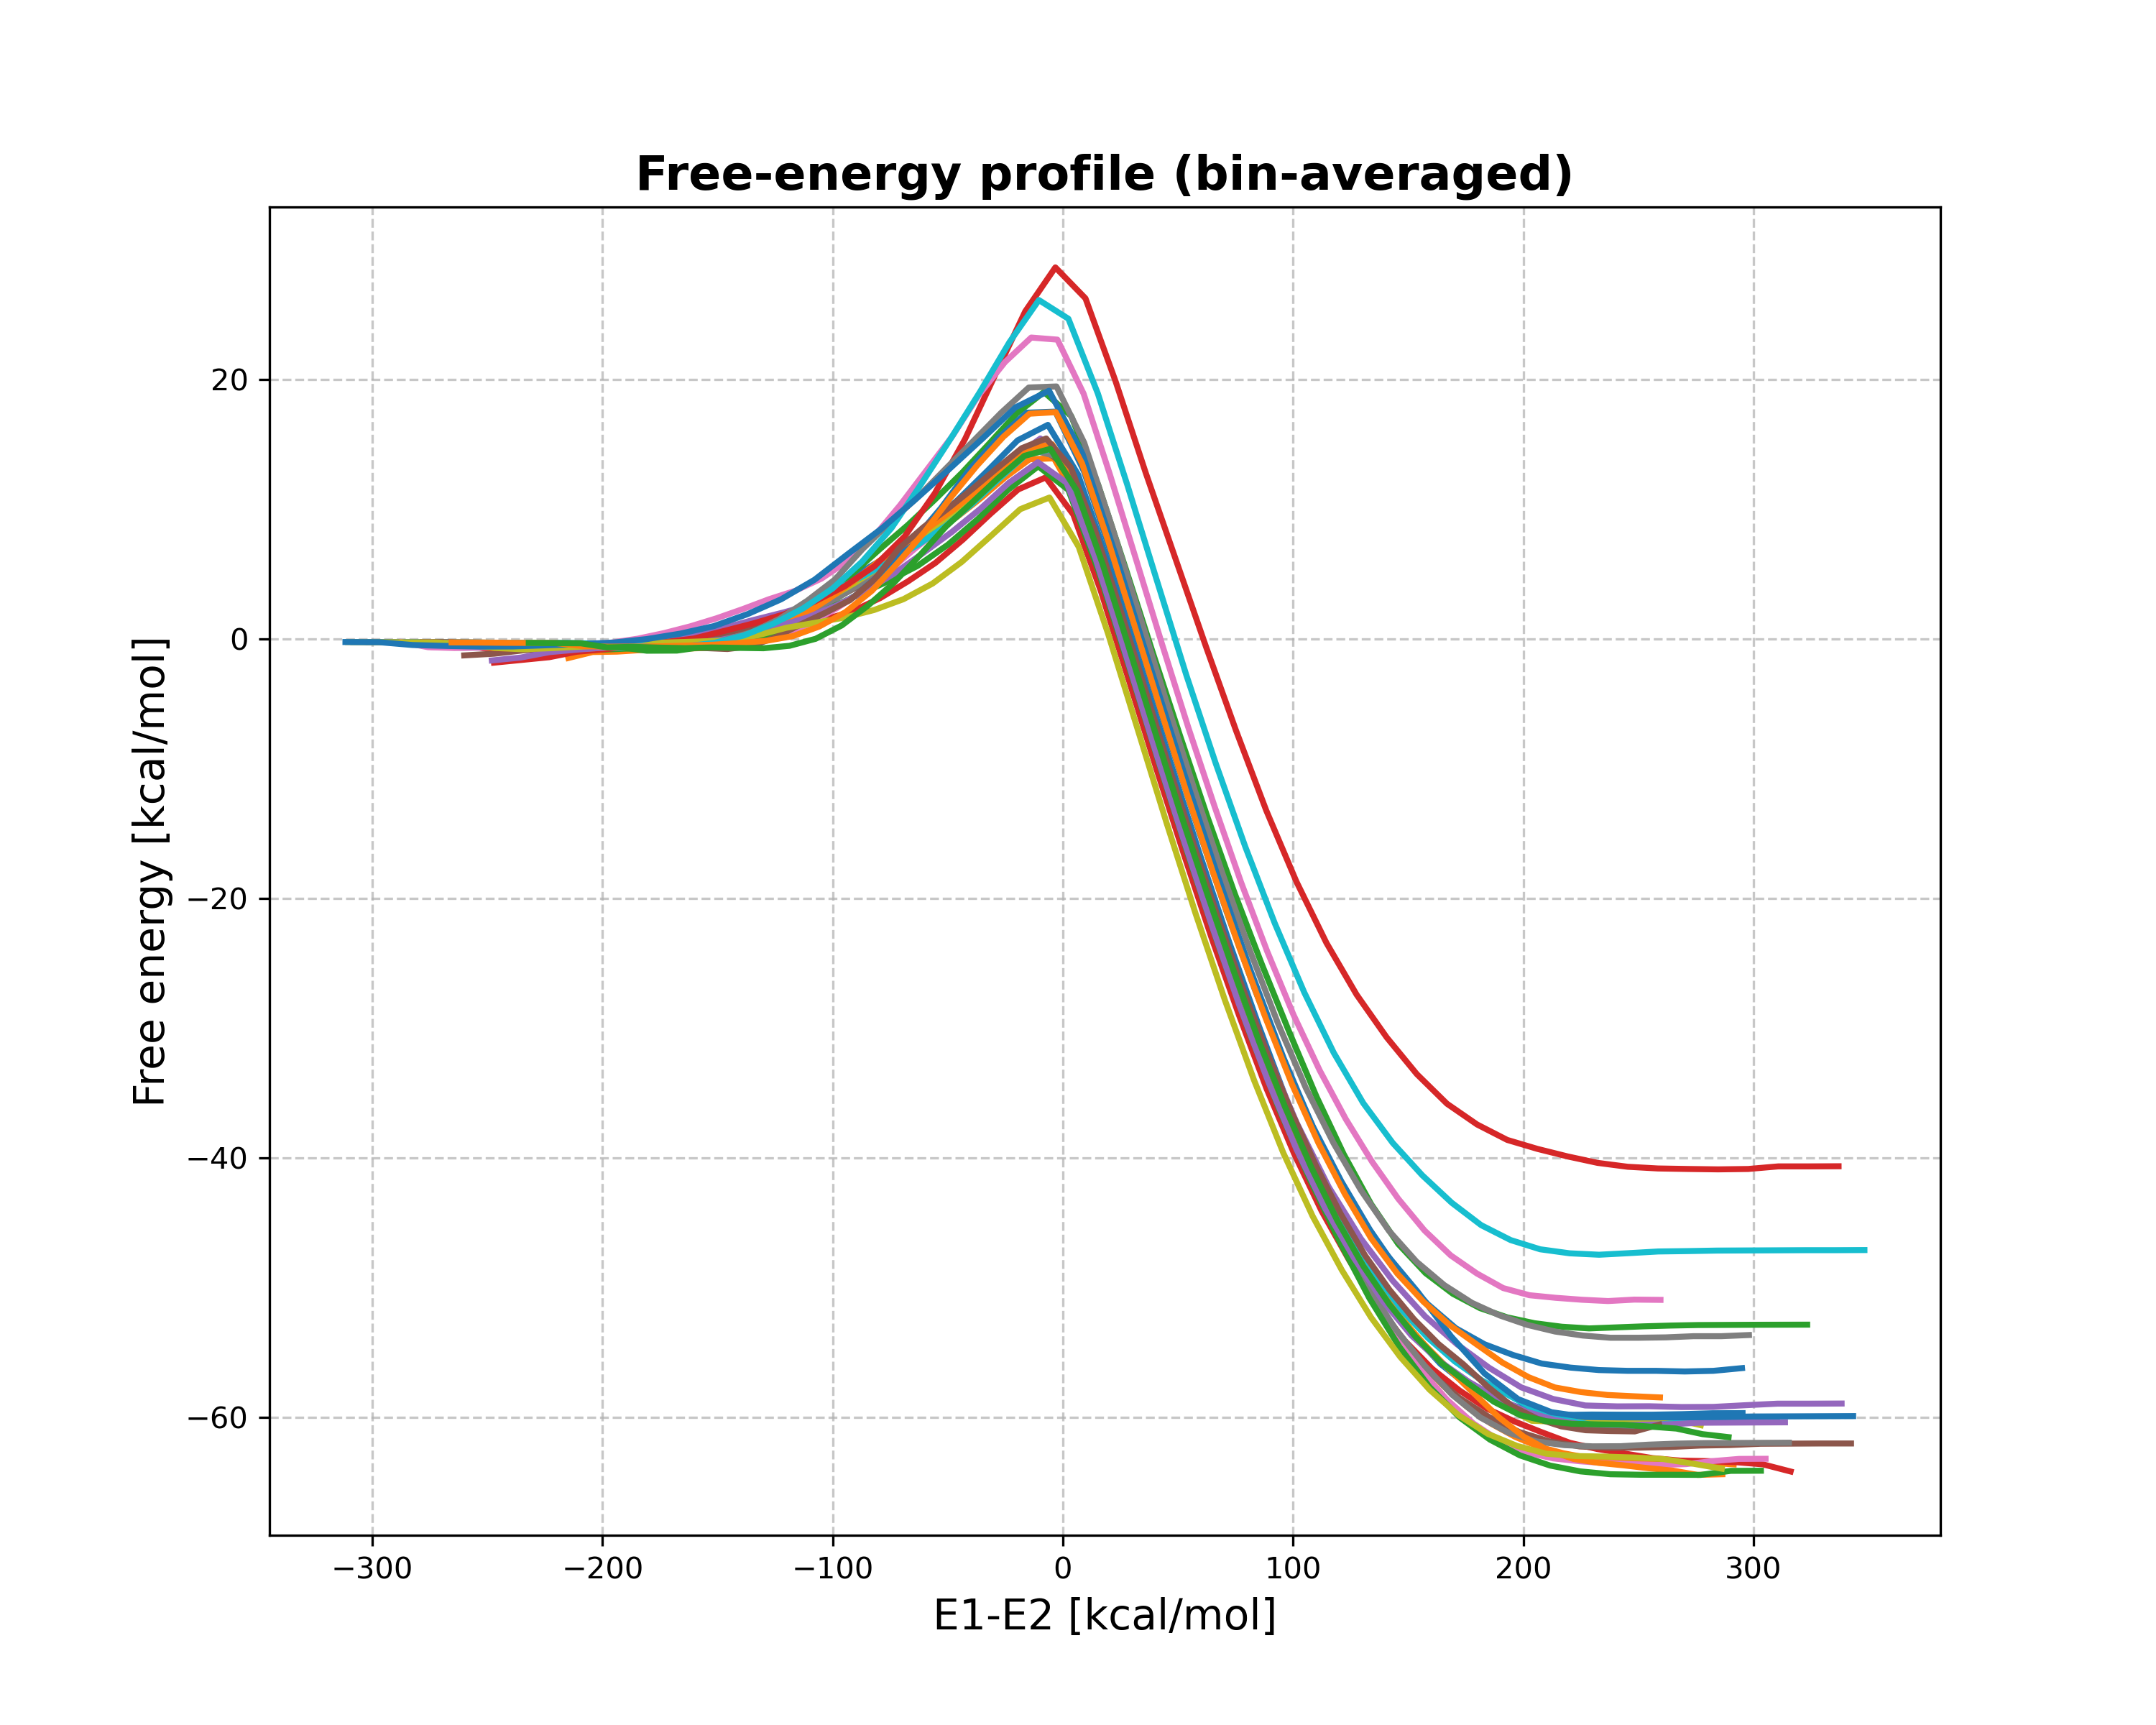 Free-energy profile (bin-averaged)
Free energy [kcal/mol]
20
0
−20
−40
−60
−300 −200 −100 0 100 200 300
E1-E2 [kcal/mol]